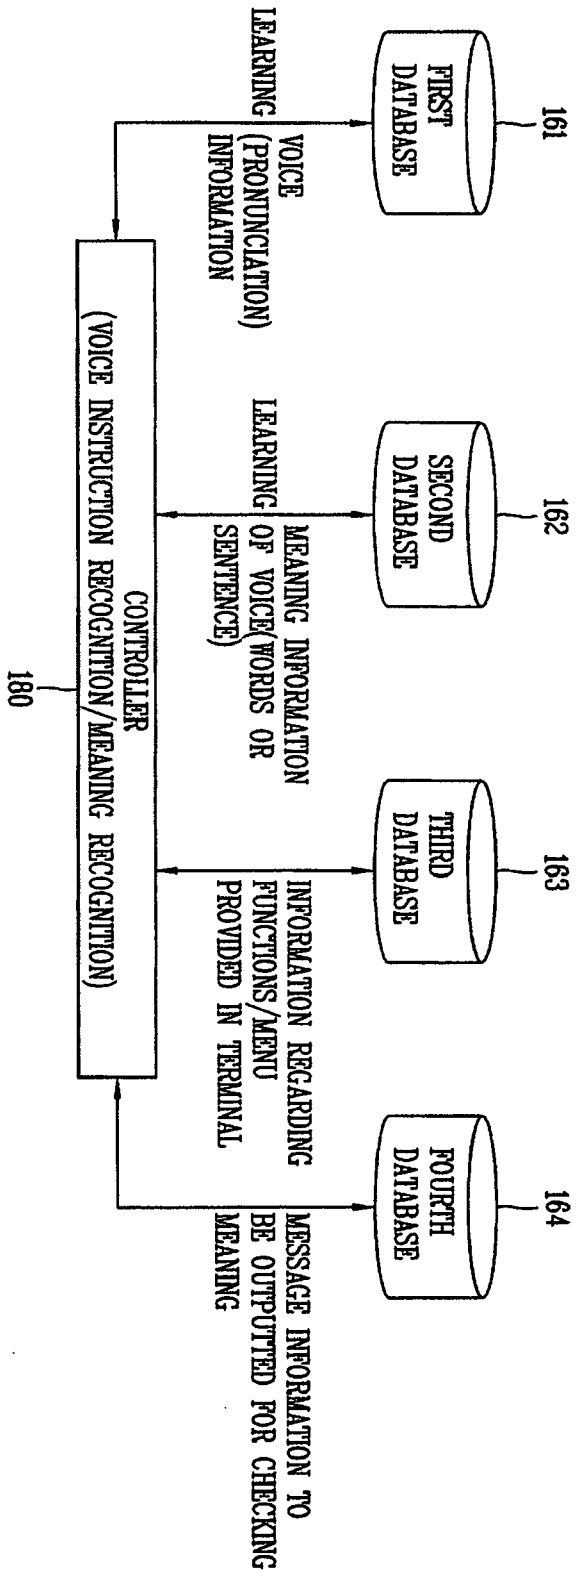 161
162
163
164
FIRST
DATABASE
SECOND
DATABASE
THIRD
DATABASE
FOURTH
DATABASE
LEARNING
VOICE
(PRONUNCIATION)
INFORMATION
LEARNING
MEANING INFORMATION
OF VOICE(WORDS OR
SENTENCE)
INFORMATION REGARDING
FUNCTIONS/MENU
PROVIDED IN TERMINAL
MESSAGE INFORMATION TO
BE OUTPUTTED FOR CHECKING
MEANING
CONTROLLER
(VOICE INSTRUCTION RECOGNITION/MEANING RECOGNITION)
180